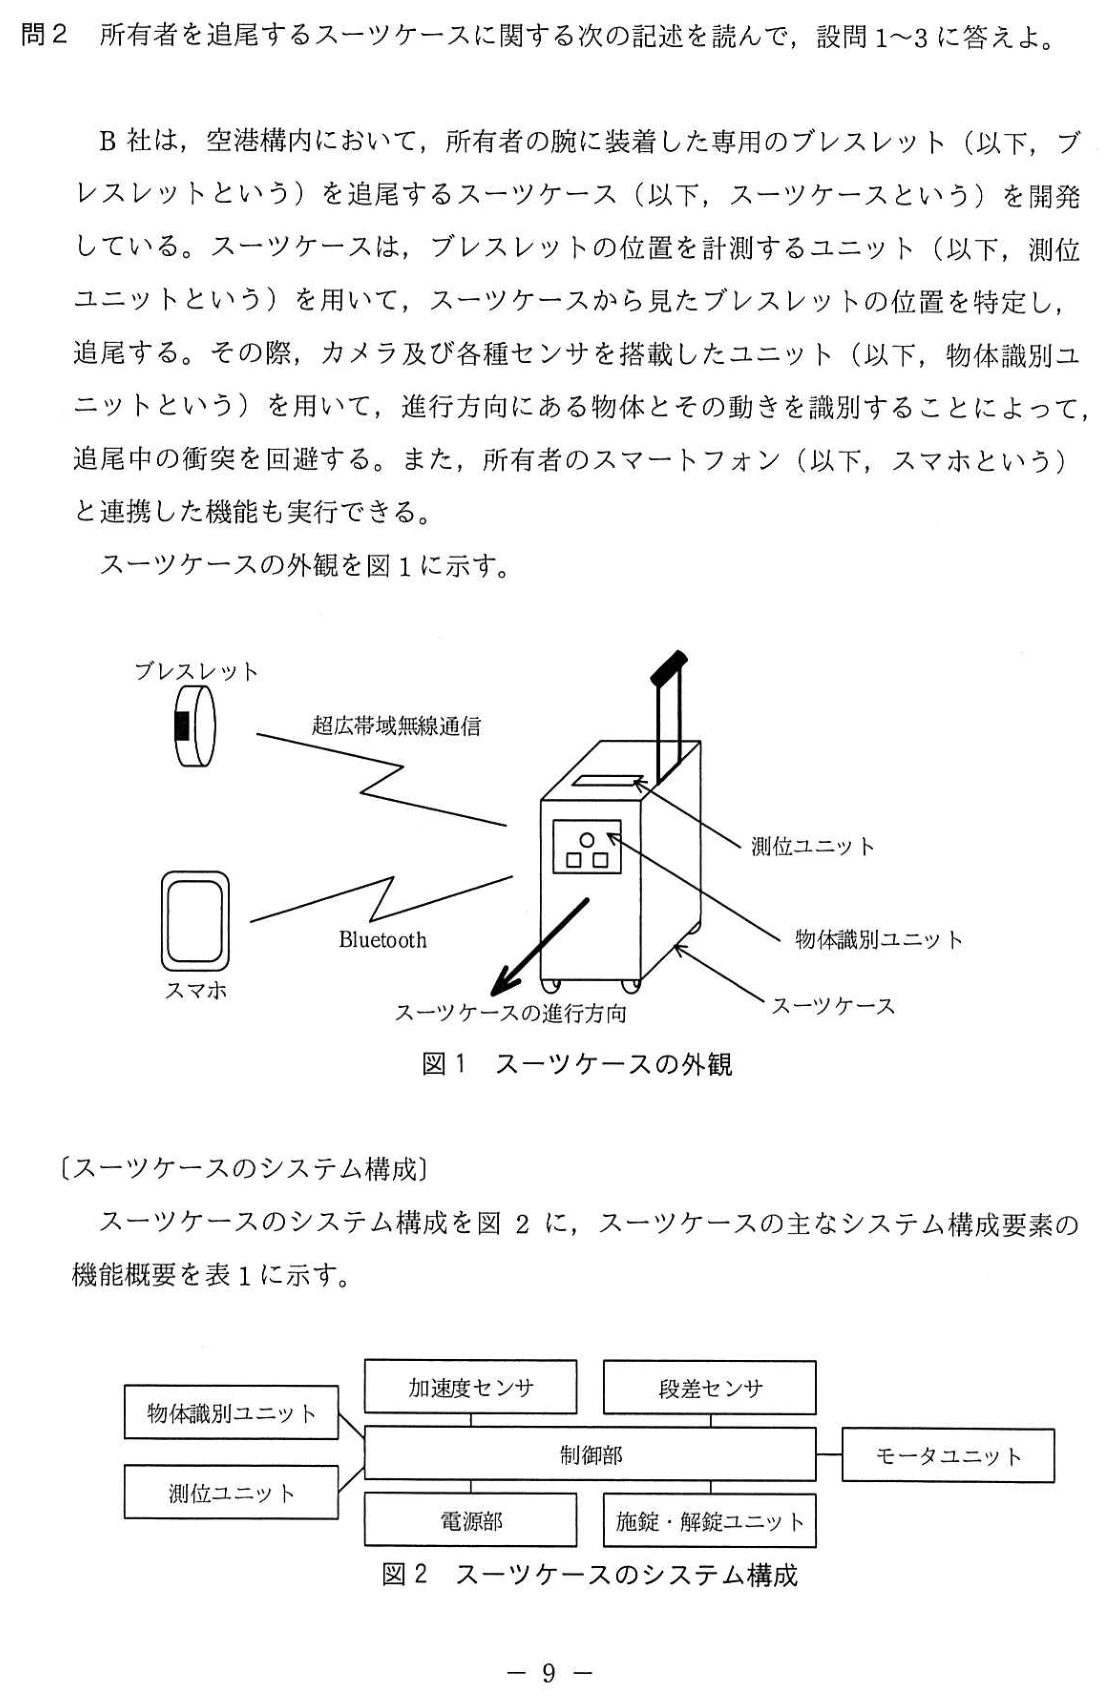 問2 所有者を追尾するスーツケースに関する次の記述を読んで，設問1～3に答えよ。
B 社は，空港構内において，所有者の腕に装着した専用のブレスレット（以下，ブ
レスレットという）を追尾するスーツケース（以下，スーツケースという）を開発
している。スーツケースは，ブレスレットの位置を計測するユニット（以下，測位
ユニットという）を用いて，スーツケースから見たブレスレットの位置を特定し，
追尾する。その際，カメラ及び各種センサを搭載したユニット（以下，物体識別ユ
ニットという）を用いて，進行方向にある物体とその動きを識別することによって，
追尾中の衝突を回避する。また，所有者のスマートフォン（以下，スマホという）
と連携した機能も実行できる。
スーツケースの外観を図1に示す。
ブレスレット
超広帯域無線通信
測位ユニット
物体識別ユニット
Bluetooth
スマホ
スーツケース
スーツケースの進行方向
図1 スーツケースの外観
〔スーツケースのシステム構成〕
スーツケースのシステム構成を図 2 に，スーツケースの主なシステム構成要素の
機能概要を表1に示す。
加速度センサ
段差センサ
物体識別ユニット
制御部
モータユニット
測位ユニット
電源部
施錠・解錠ユニット
図2 スーツケースのシステム構成
－ 9 －